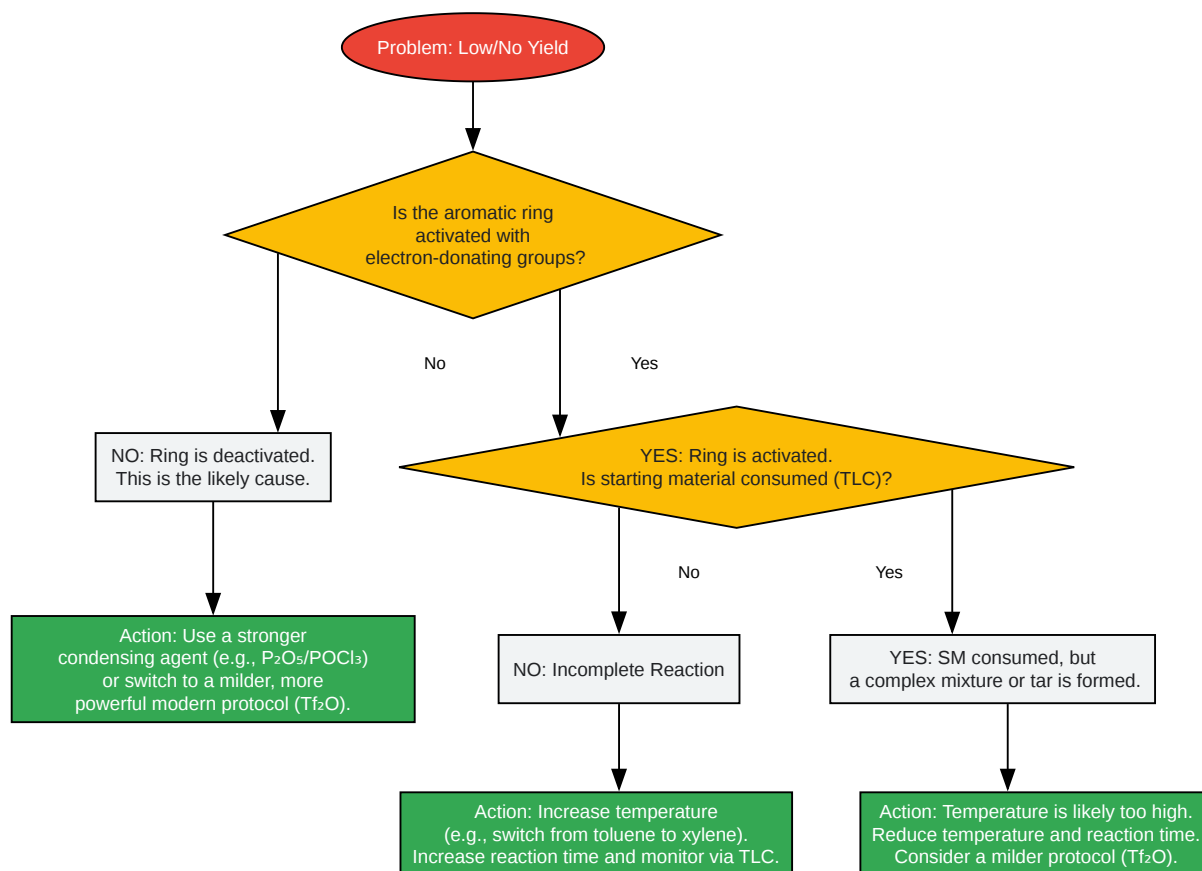 Problem: Low/No Yield
Is the aromatic ring
activated with
electron-donating groups?
No
Yes
NO: Ring is deactivated.
This is the likely cause.
YES: Ring is activated.
Is starting material consumed (TLC)?
No
Yes
Action: Use a stronger
condensing agent (e.g., P₂O₅/POCl₃)
or switch to a milder, more
powerful modern protocol (Tf₂O).
NO: Incomplete Reaction
YES: SM consumed, but
a complex mixture or tar is formed.
Action: Increase temperature
(e.g., switch from toluene to xylene).
Increase reaction time and monitor via TLC.
Action: Temperature is likely too high.
Reduce temperature and reaction time.
Consider a milder protocol (Tf₂O).